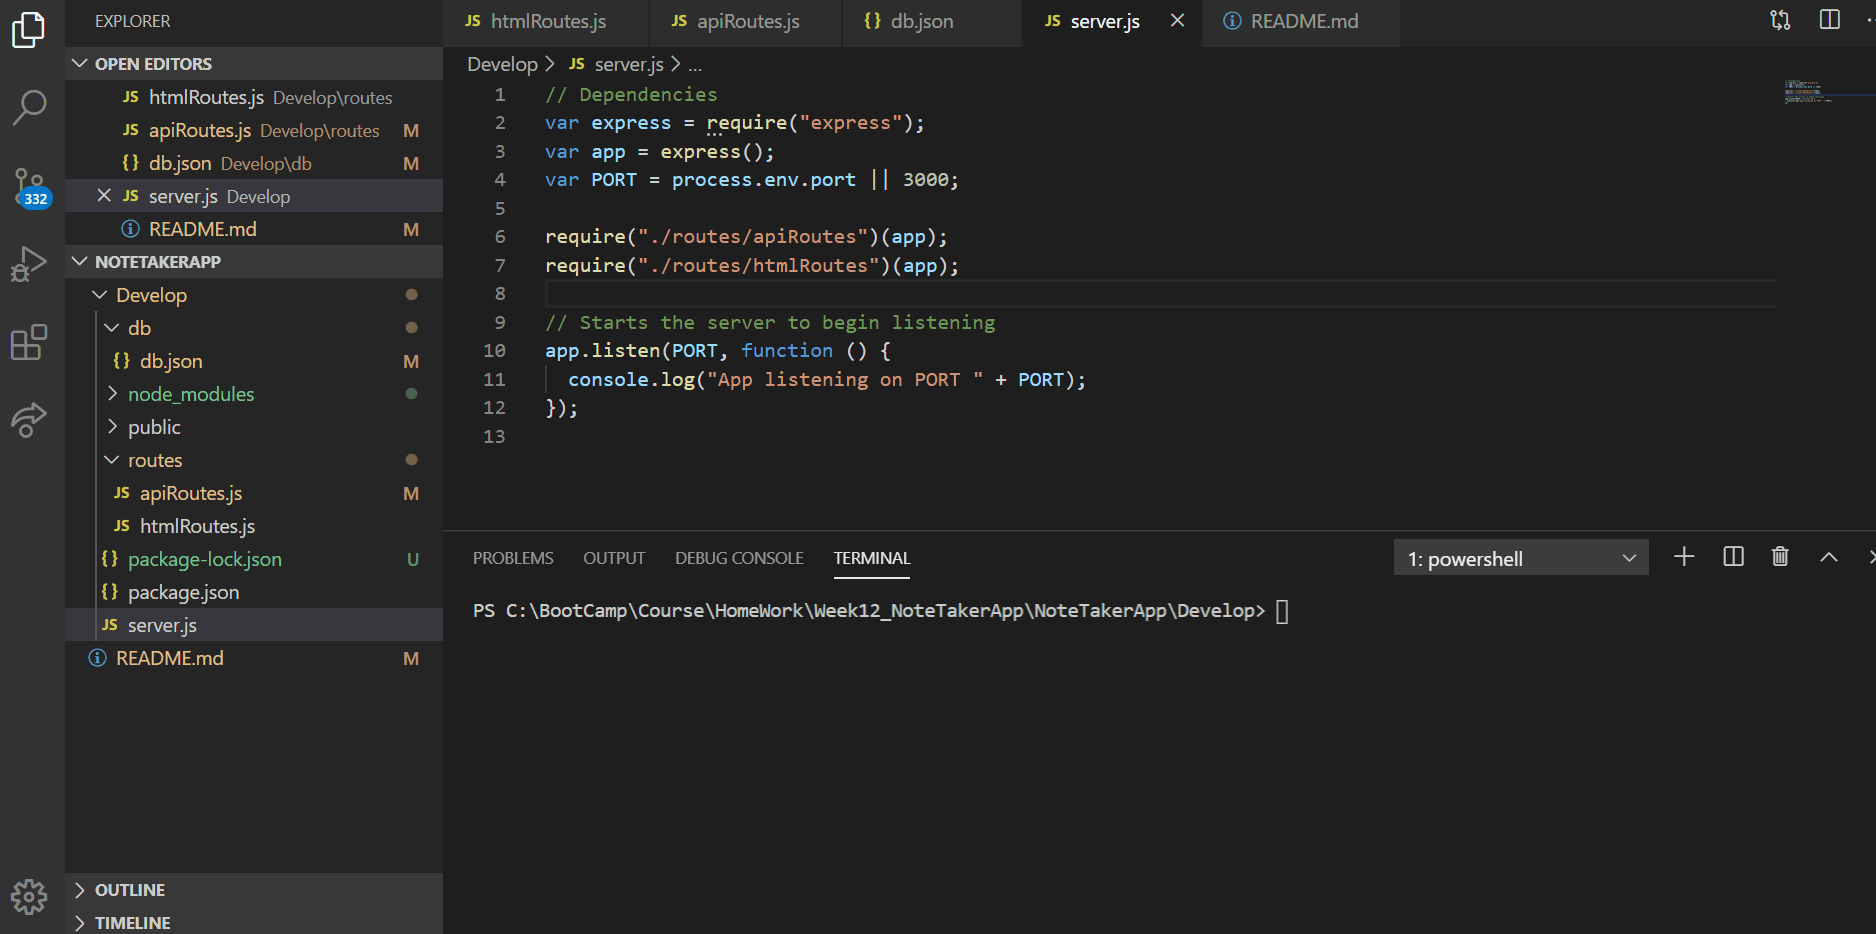 EXPLORER
OPEN EDITORS
JS htmlRoutes.js Develop\routes
JS apiRoutes.js Develop\routes M
{} db.json Develop\db M
JS server.js Develop
README.md M
NOTETAKERAPP
Develop
db
{} db.json M
node_modules
public
routes
JS apiRoutes.js M
JS htmlRoutes.js
{} package-lock.json U
{} package.json
JS server.js
README.md M
OUTLINE
TIMELINE
332
JS htmlRoutes.js JS apiRoutes.js {} db.json JS server.js README.md
Develop > JS server.js > ...
1 // Dependencies
2 var express = require("express");
3 var app = express();
4 var PORT = process.env.port || 3000;
5
6 require("./routes/apiRoutes")(app);
7 require("./routes/htmlRoutes")(app);
8
9 // Starts the server to begin listening
10 app.listen(PORT, function () {
11 console.log("App listening on PORT " + PORT);
12 });
13
PROBLEMS OUTPUT DEBUG CONSOLE TERMINAL 1: powershell
PS C:\BootCamp\Course\HomeWork\Week12_NoteTakerApp\NoteTakerApp\Develop>